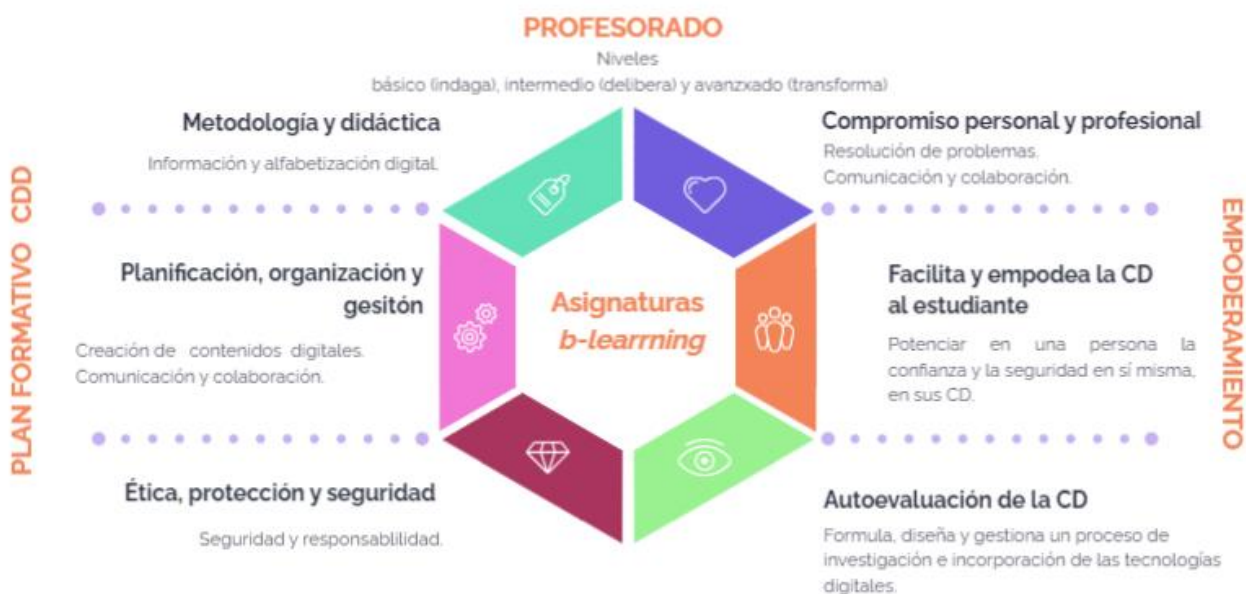 PROFESORADO
Niveles
básico (indaga), intermedio (delibera) y avanzxado (transforma)
PLAN FORMATIVO CDD
Metodología y didáctica
Información y alfabetización digital.
Planificación, organización y
gesitón
Creación de contenidos digitales.
Comunicación y colaboración.
Ética, protección y seguridad
Seguridad y responsablilidad.
Asignaturas
b-learrning
Compromiso personal y profesional
Resolución de problemas.
Comunicación y colaboración.
Facilita y empodea la CD
al estudiante
Potenciar en una persona la
confianza y la seguridad en sí misma,
en sus CD.
Autoevaluación de la CD
Formula, diseña y gestiona un proceso de
investigación e incorporación de las tecnologías
digitales.
EMPODERAMIENTO